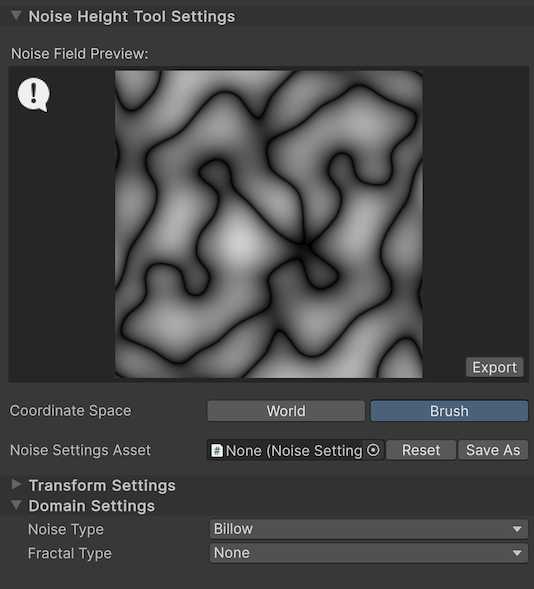 Noise Height Tool Settings
Noise Field Preview:
!
Export
Coordinate Space World Brush
Noise Settings Asset # None (Noise Setting Reset Save As
Transform Settings
Domain Settings
Noise Type Billow
Fractal Type None